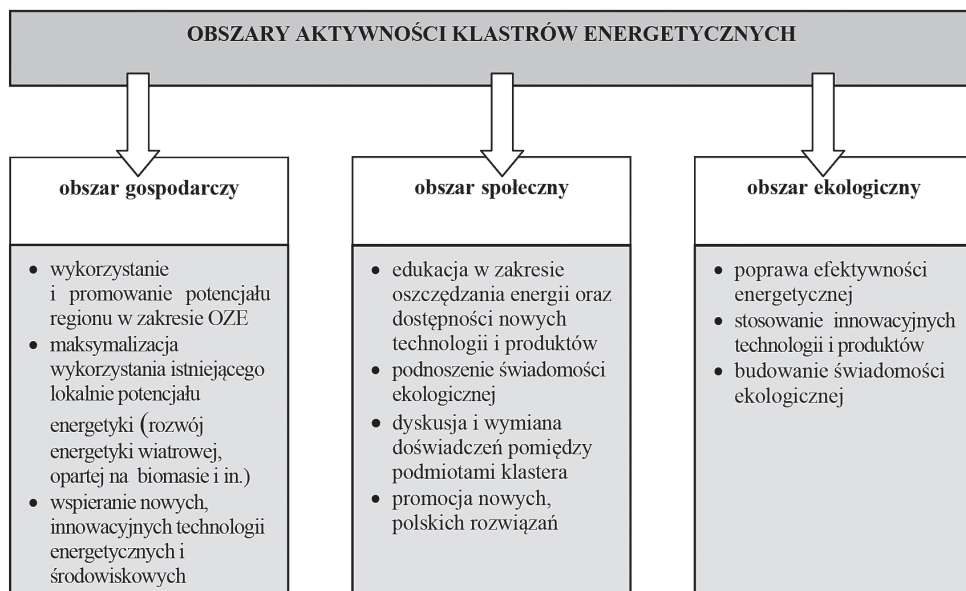 OBSZARY AKTYWNOŚCI KLASTRÓW ENERGETYCZNYCH
obszar gospodarczy
• wykorzystanie
i promowanie potencjału
regionu w zakresie OZE
• maksymalizacja
wykorzystania istniejącego
lokalnie potencjału
energetyki (rozwój
energetyki wiatrowej,
opartej na biomasie i in.)
• wspieranie nowych,
innowacyjnych technologii
energetycznych i
środowiskowych
obszar społeczny
• edukacja w zakresie
oszczędzania energii oraz
dostępności nowych
technologii i produktów
• podnoszenie świadomości
ekologicznej
• dyskusja i wymiana
doświadczeń pomiędzy
podmiotami klastera
• promocja nowych,
polskich rozwiązań
obszar ekologiczny
• poprawa efektywności
energetycznej
• stosowanie innowacyjnych
technologii i produktów
• budowanie świadomości
ekologicznej